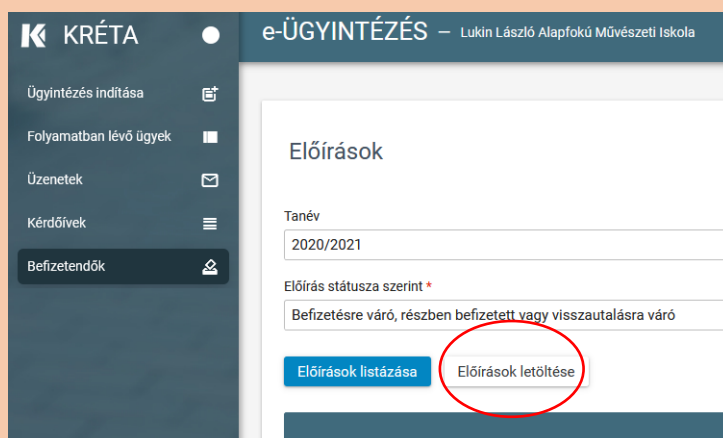 KRÉTA
e-ÜGYINTÉZÉS – Lukin László Alapfokú Művészeti Iskola
Ügyintézés indítása
Folyamatban lévő ügyek
Üzenetek
Kérdőívek
Befizetendők
Előírások
Tanév
2020/2021
Előírás státusza szerint *
Befizetésre váró, részben befizetett vagy visszautalásra váró
Előírások listázása
Előírások letöltése